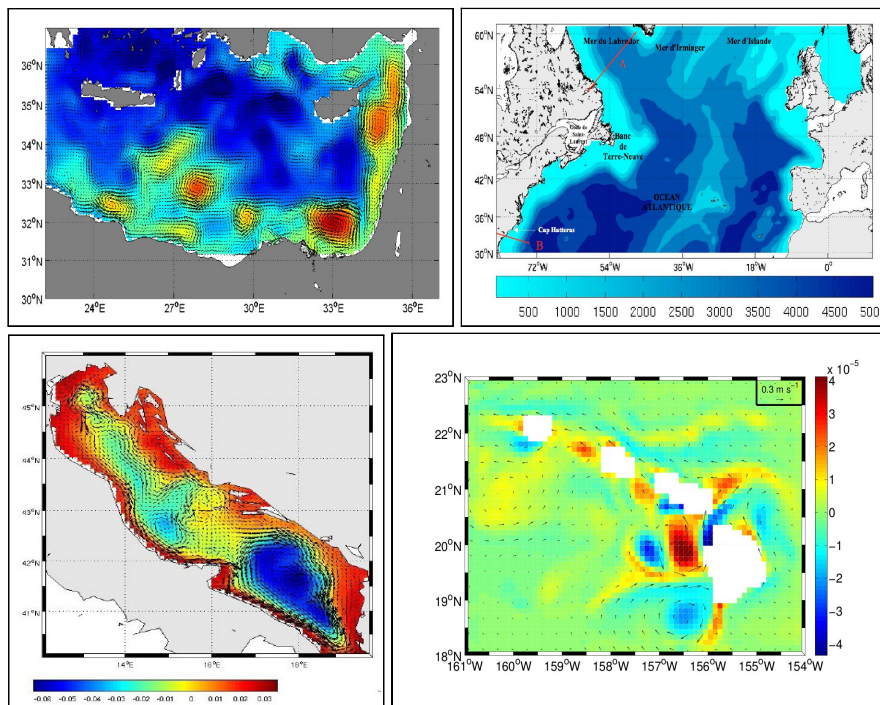 36°N
35°N
34°N
33°N
32°N
31°N
30°N
24°E
27°E
30°E
33°E
36°E
60°N
54°N
48°N
42°N
36°N
30°N
Mer du Labrador
Mer d'Irminger
Mer d'Islande
A
Banc
de
Terre-Neuve
OCEAN
ATLANTIQUE
Cap Hatteras
B
72°W
54°W
36°W
18°W
0°
500
1000
1500
2000
2500
3000
3500
4000
4500
500
45°N
44°N
43°N
42°N
41°N
14°E
16°E
18°E
-0.06
-0.05
-0.04
-0.03
-0.02
-0.01
0
0.01
0.02
0.03
23°N
22°N
21°N
20°N
19°N
18°N
161°W
160°W
159°W
158°W
157°W
156°W
155°W
154°W
0.3 m s⁻¹
x 10⁻⁵
4
3
2
1
0
-1
-2
-3
-4